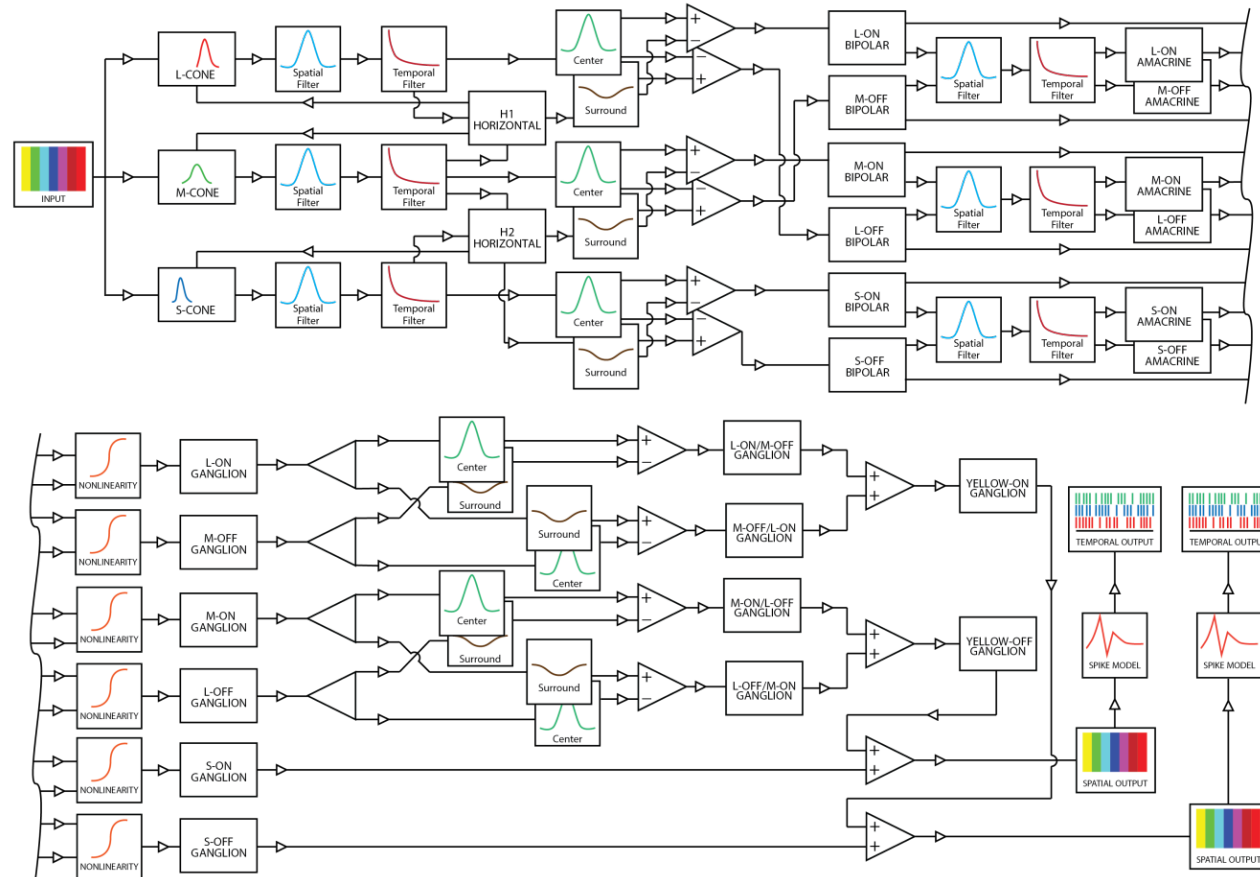 INPUT
L-CONE
Spatial
Filter
Temporal
Filter
H1
HORIZONTAL
Center
Surround
+
−
−
+
L-ON
BIPOLAR
M-OFF
BIPOLAR
Spatial
Filter
Temporal
Filter
L-ON
AMACRINE
M-OFF
AMACRINE
M-CONE
Spatial
Filter
Temporal
Filter
H2
HORIZONTAL
Center
Surround
+
−
−
+
M-ON
BIPOLAR
L-OFF
BIPOLAR
Spatial
Filter
Temporal
Filter
M-ON
AMACRINE
L-OFF
AMACRINE
S-CONE
Spatial
Filter
Temporal
Filter
Center
Surround
+
−
−
+
S-ON
BIPOLAR
S-OFF
BIPOLAR
Spatial
Filter
Temporal
Filter
S-ON
AMACRINE
S-OFF
AMACRINE
NONLINEARITY
L-ON
GANGLION
Center
Surround
+
−
L-ON/M-OFF
GANGLION
NONLINEARITY
M-OFF
GANGLION
Surround
Center
+
−
M-OFF/L-ON
GANGLION
+
+
YELLOW-ON
GANGLION
NONLINEARITY
M-ON
GANGLION
Center
Surround
+
−
M-ON/L-OFF
GANGLION
NONLINEARITY
L-OFF
GANGLION
Surround
Center
+
−
L-OFF/M-ON
GANGLION
+
+
YELLOW-OFF
GANGLION
NONLINEARITY
S-ON
GANGLION
+
+
NONLINEARITY
S-OFF
GANGLION
+
+
TEMPORAL OUTPUT
SPIKE MODEL
SPATIAL OUTPUT
TEMPORAL OUTPU
SPIKE MODEL
SPATIAL OUTPUT